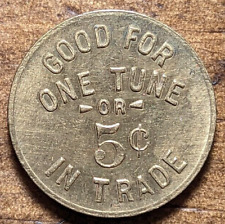 GOOD FOR
ONE TUNE
-OR-
5¢
IN TRADE